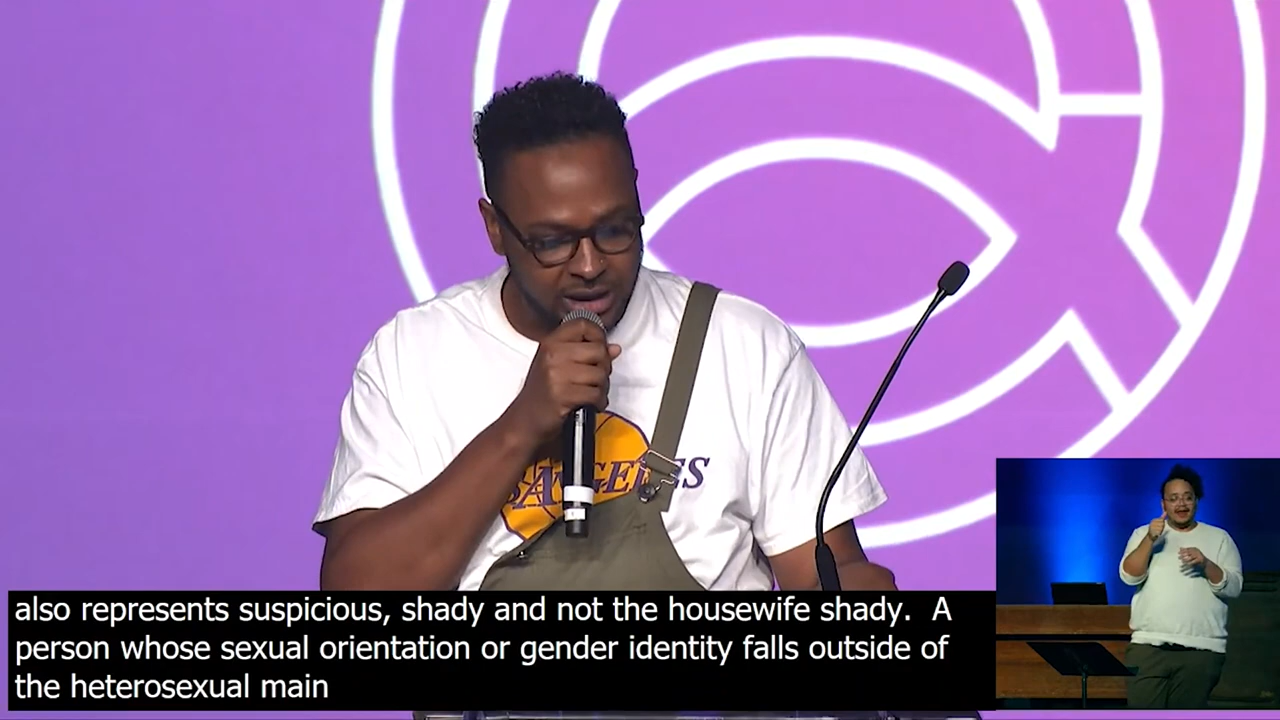 ANGELES
also represents suspicious, shady and not the housewife shady.  A
person whose sexual orientation or gender identity falls outside of
the heterosexual main